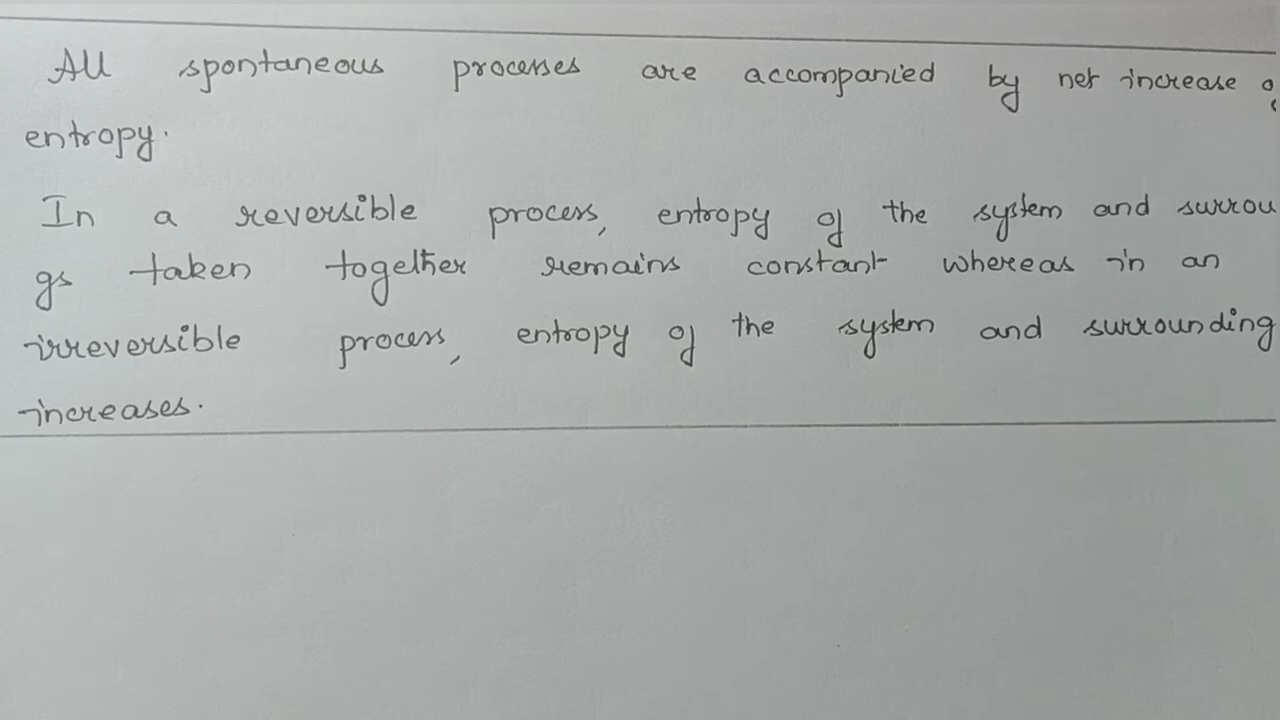 All spontaneous processes are accompanied by net increase o
entropy.
In a reversible process, entropy of the system and surrou
gs taken together remains constant whereas in an
irreversible process, entropy of the system and surrounding
increases.